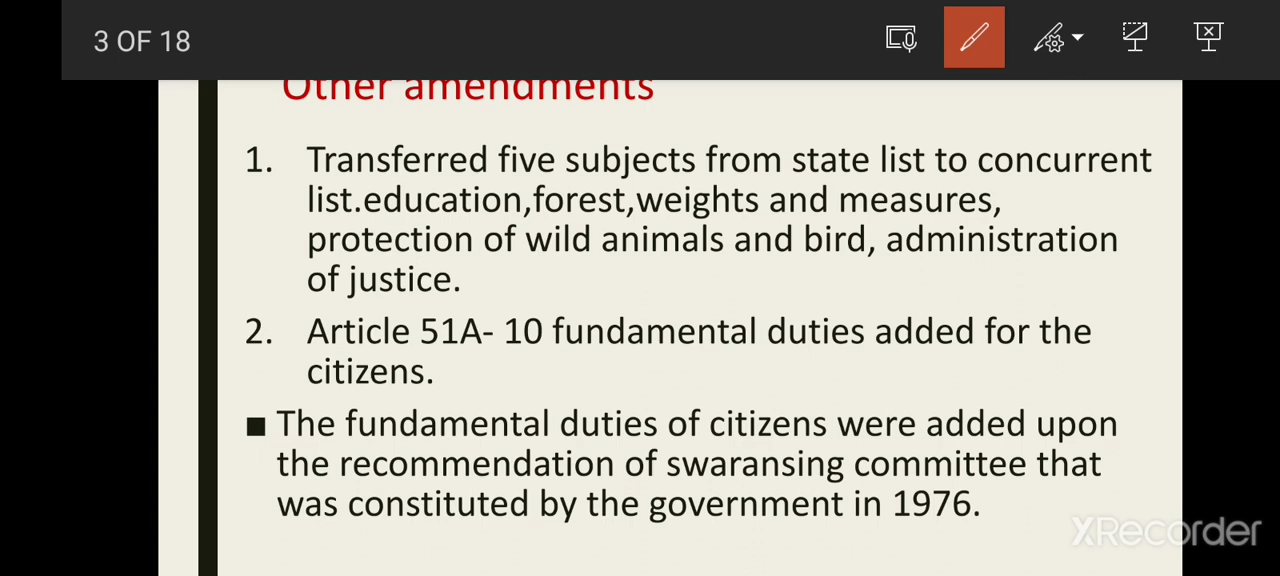 3 OF 18
Other amendments
1. Transferred five subjects from state list to concurrent
list.education,forest,weights and measures,
protection of wild animals and bird, administration
of justice.
2. Article 51A- 10 fundamental duties added for the
citizens.
■ The fundamental duties of citizens were added upon
the recommendation of swaransing committee that
was constituted by the government in 1976.
XRecorder